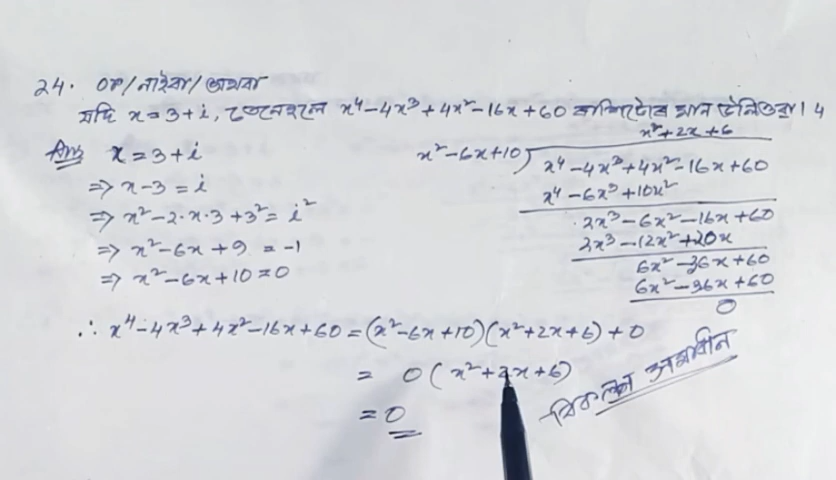 24. OR/নাইবা/অথবা
যদি x = 3 + i, তেনেহলে x⁴ - 4x³ + 4x² - 16x + 60 ৰাশিটোৰ মান উলিওৱা। 4
Ans x = 3 + i
⇒ x - 3 = i
⇒ x² - 2·x·3 + 3² = i²
⇒ x² - 6x + 9 = -1
⇒ x² - 6x + 10 = 0
x² + 2x + 6
x² - 6x + 10 ) x⁴ - 4x³ + 4x² - 16x + 60
x⁴ - 6x³ + 10x²
2x³ - 6x² - 16x + 60
2x³ - 12x² + 20x
6x² - 36x + 60
6x² - 36x + 60
0
∴ x⁴ - 4x³ + 4x² - 16x + 60 = (x² - 6x + 10)(x² + 2x + 6) + 0
= 0 (x² + 2x + 6)
= 0